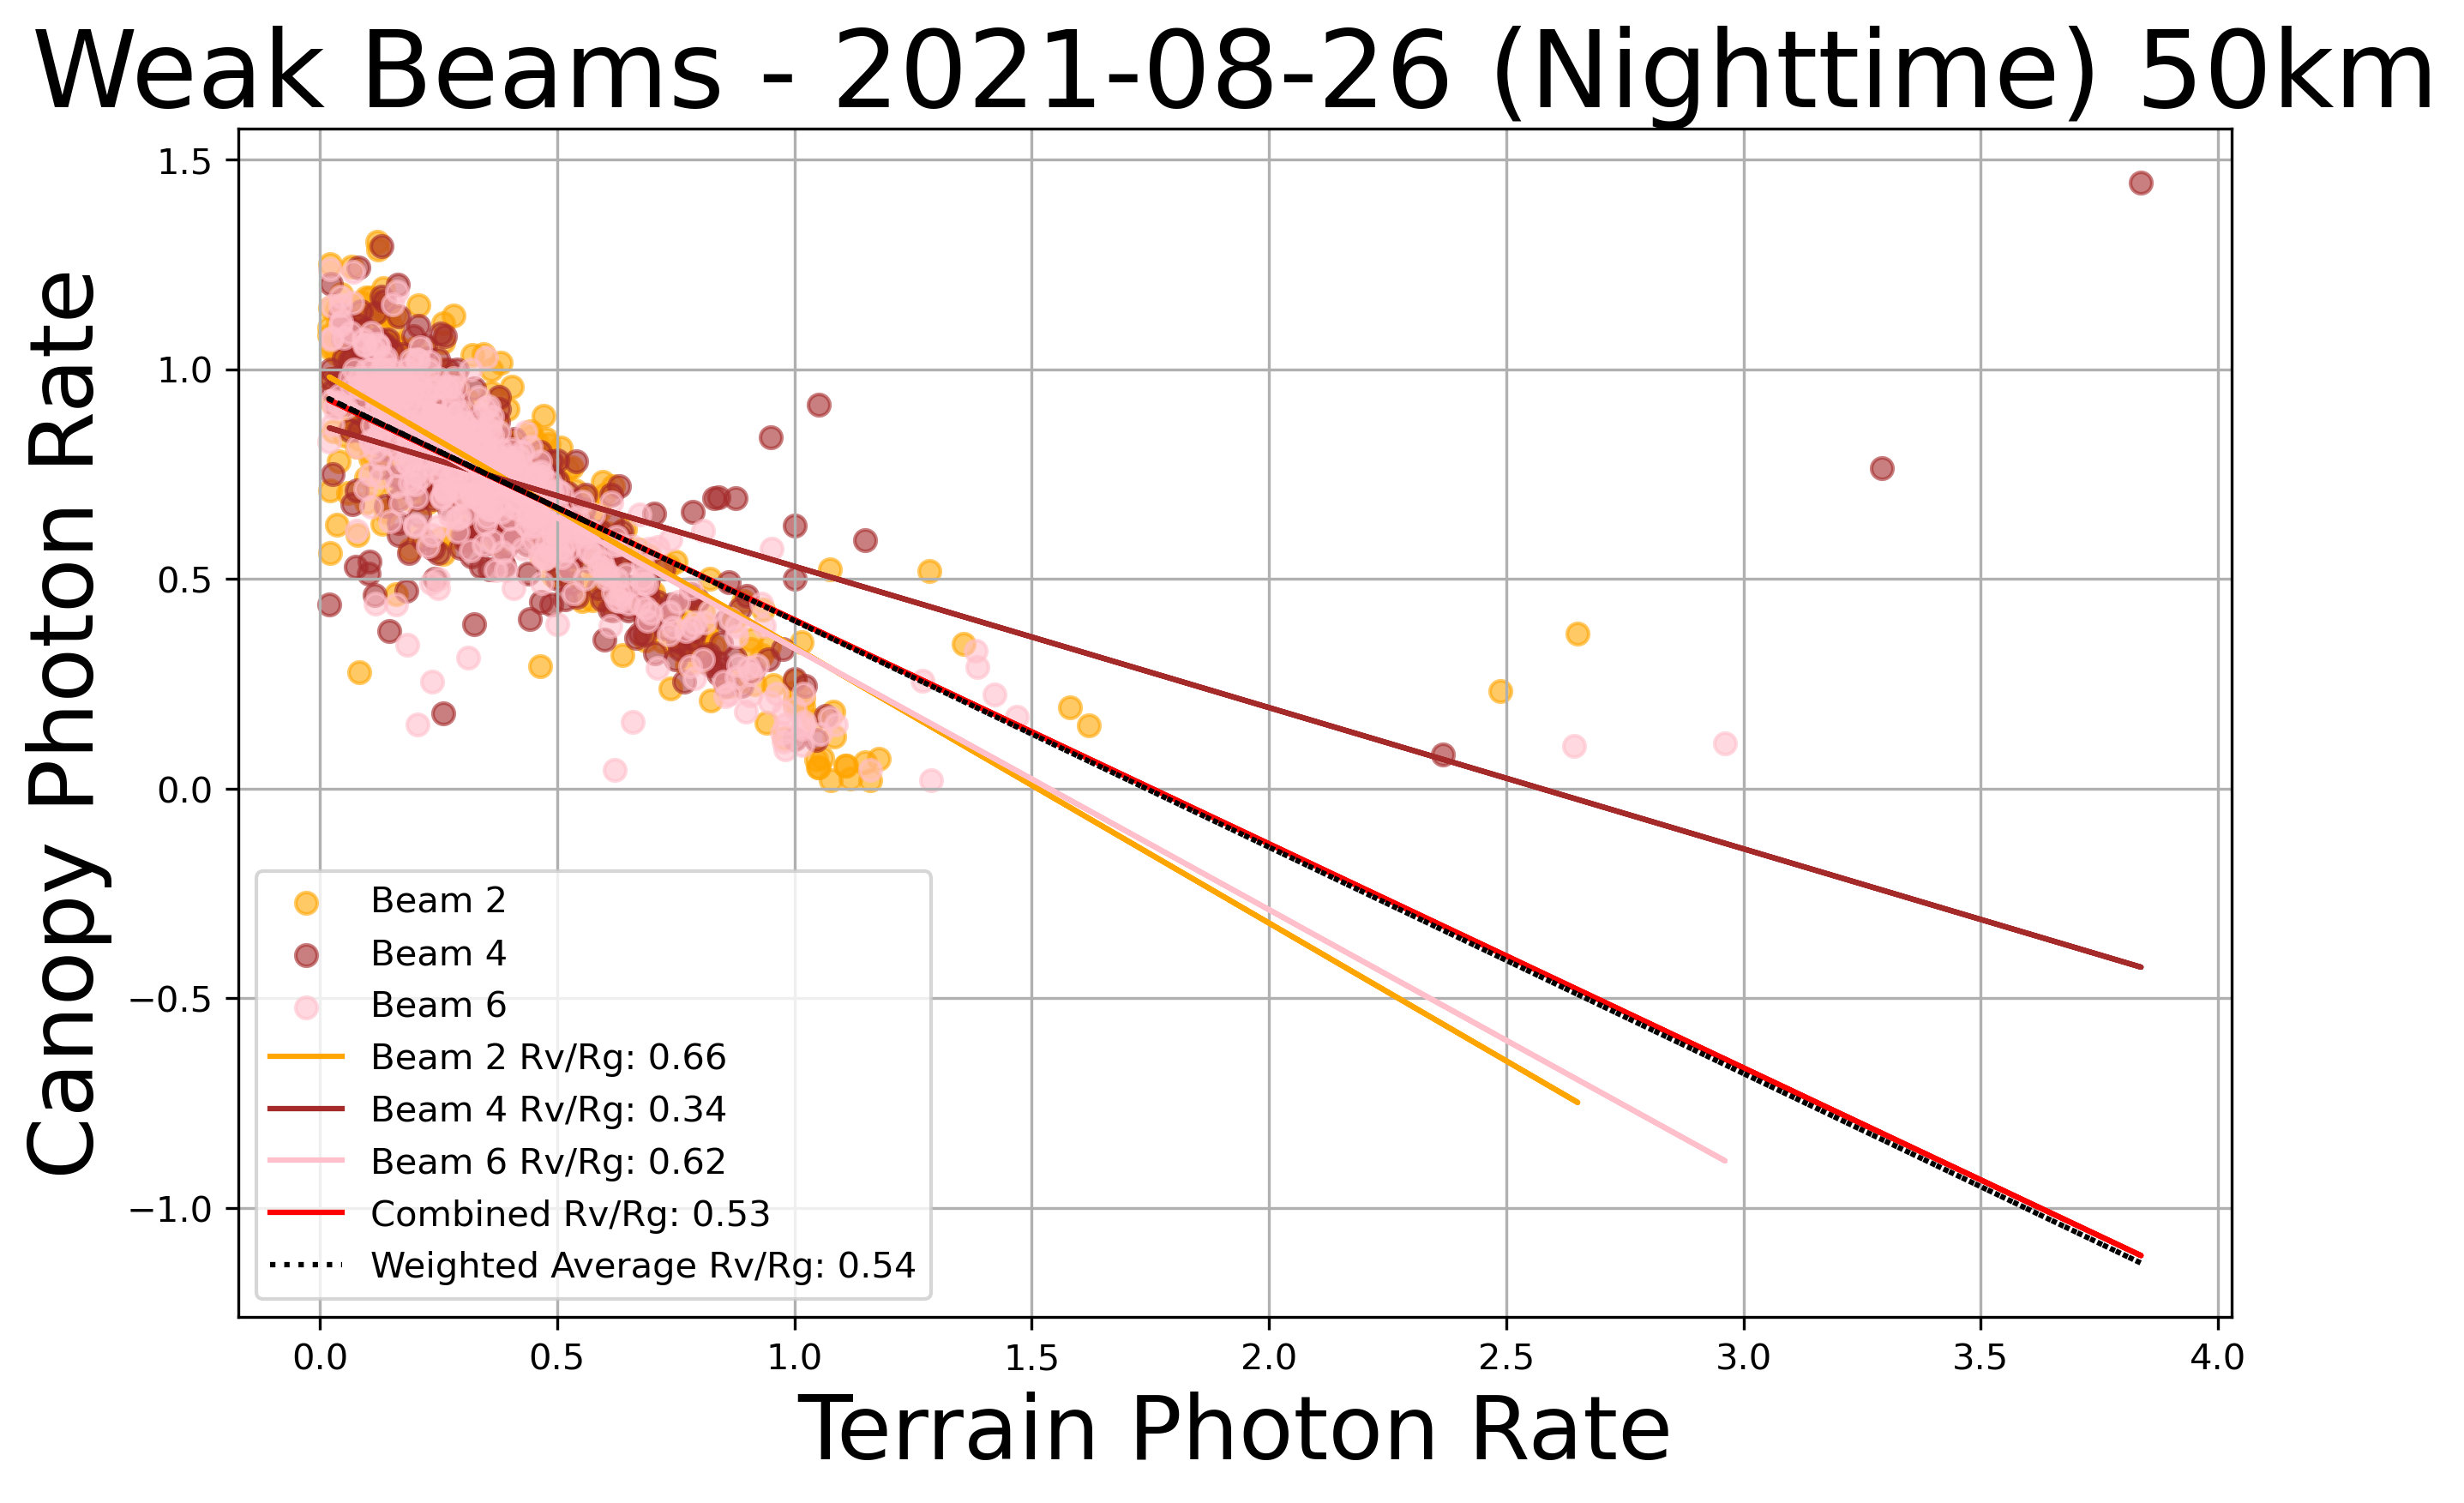 Weak Beams - 2021-08-26 (Nighttime) 50km
Canopy Photon Rate
1.5
1.0
0.5
0.0
−0.5
−1.0
Beam 2
Beam 4
Beam 6
Beam 2 Rv/Rg: 0.66
Beam 4 Rv/Rg: 0.34
Beam 6 Rv/Rg: 0.62
Combined Rv/Rg: 0.53
Weighted Average Rv/Rg: 0.54
0.0 0.5 1.0 1.5 2.0 2.5 3.0 3.5 4.0
Terrain Photon Rate